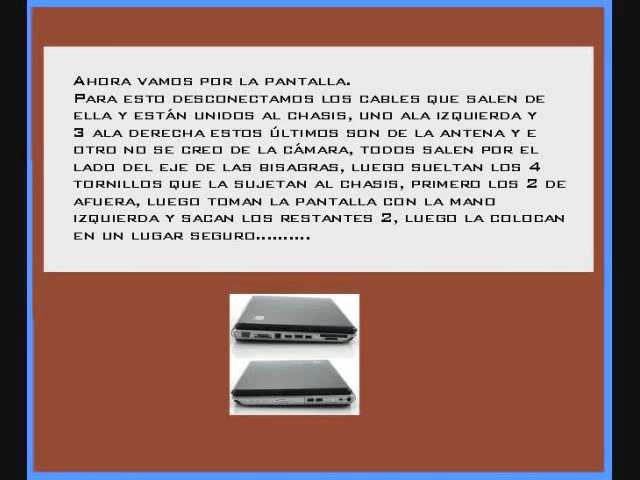 Ahora vamos por la pantalla.
Para esto desconectamos los cables que salen de
ella y están unidos al chasis, uno ala izquierda y
3 ala derecha estos últimos son de la antena y e
otro no se creo de la cámara, todos salen por el
lado del eje de las bisagras, luego sueltan los 4
tornillos que la sujetan al chasis, primero los 2 de
afuera, luego toman la pantalla con la mano
izquierda y sacan los restantes 2, luego la colocan
en un lugar seguro..........